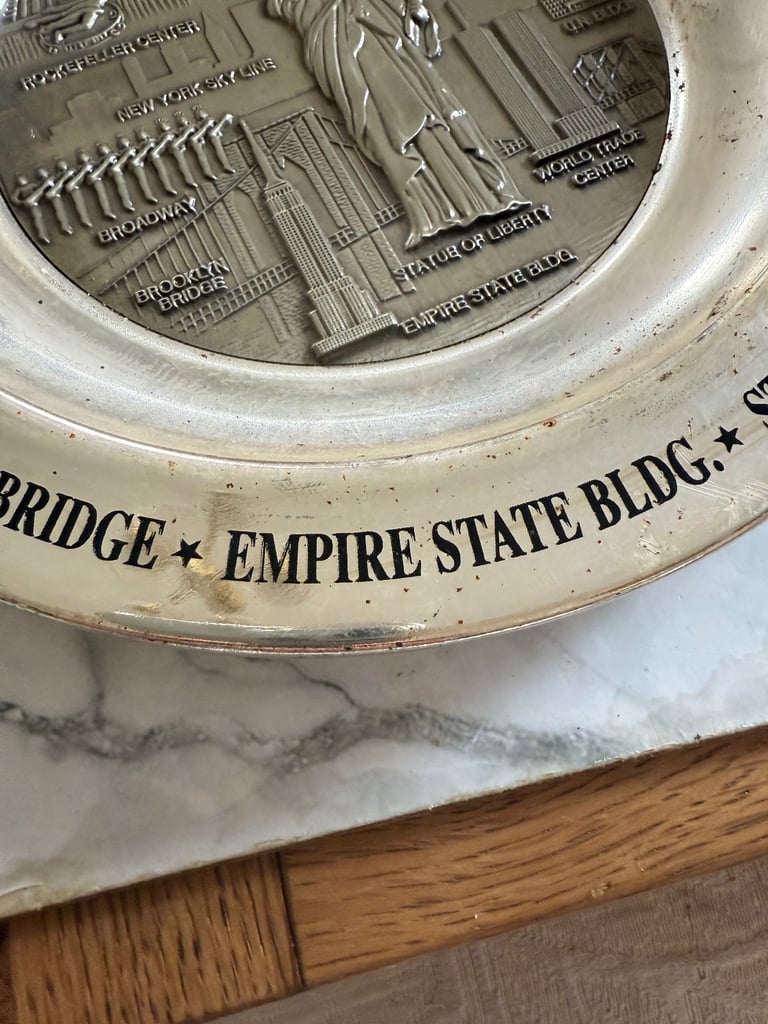 ROCKEFELLER CENTER
U.N. BLDG.
NEW YORK SKY LINE
WORLD TRADE
CENTER
BROADWAY
STATUE OF LIBERTY
BROOKLYN
BRIDGE
EMPIRE STATE BLDG.
BRIDGE ★ EMPIRE STATE BLDG. ★